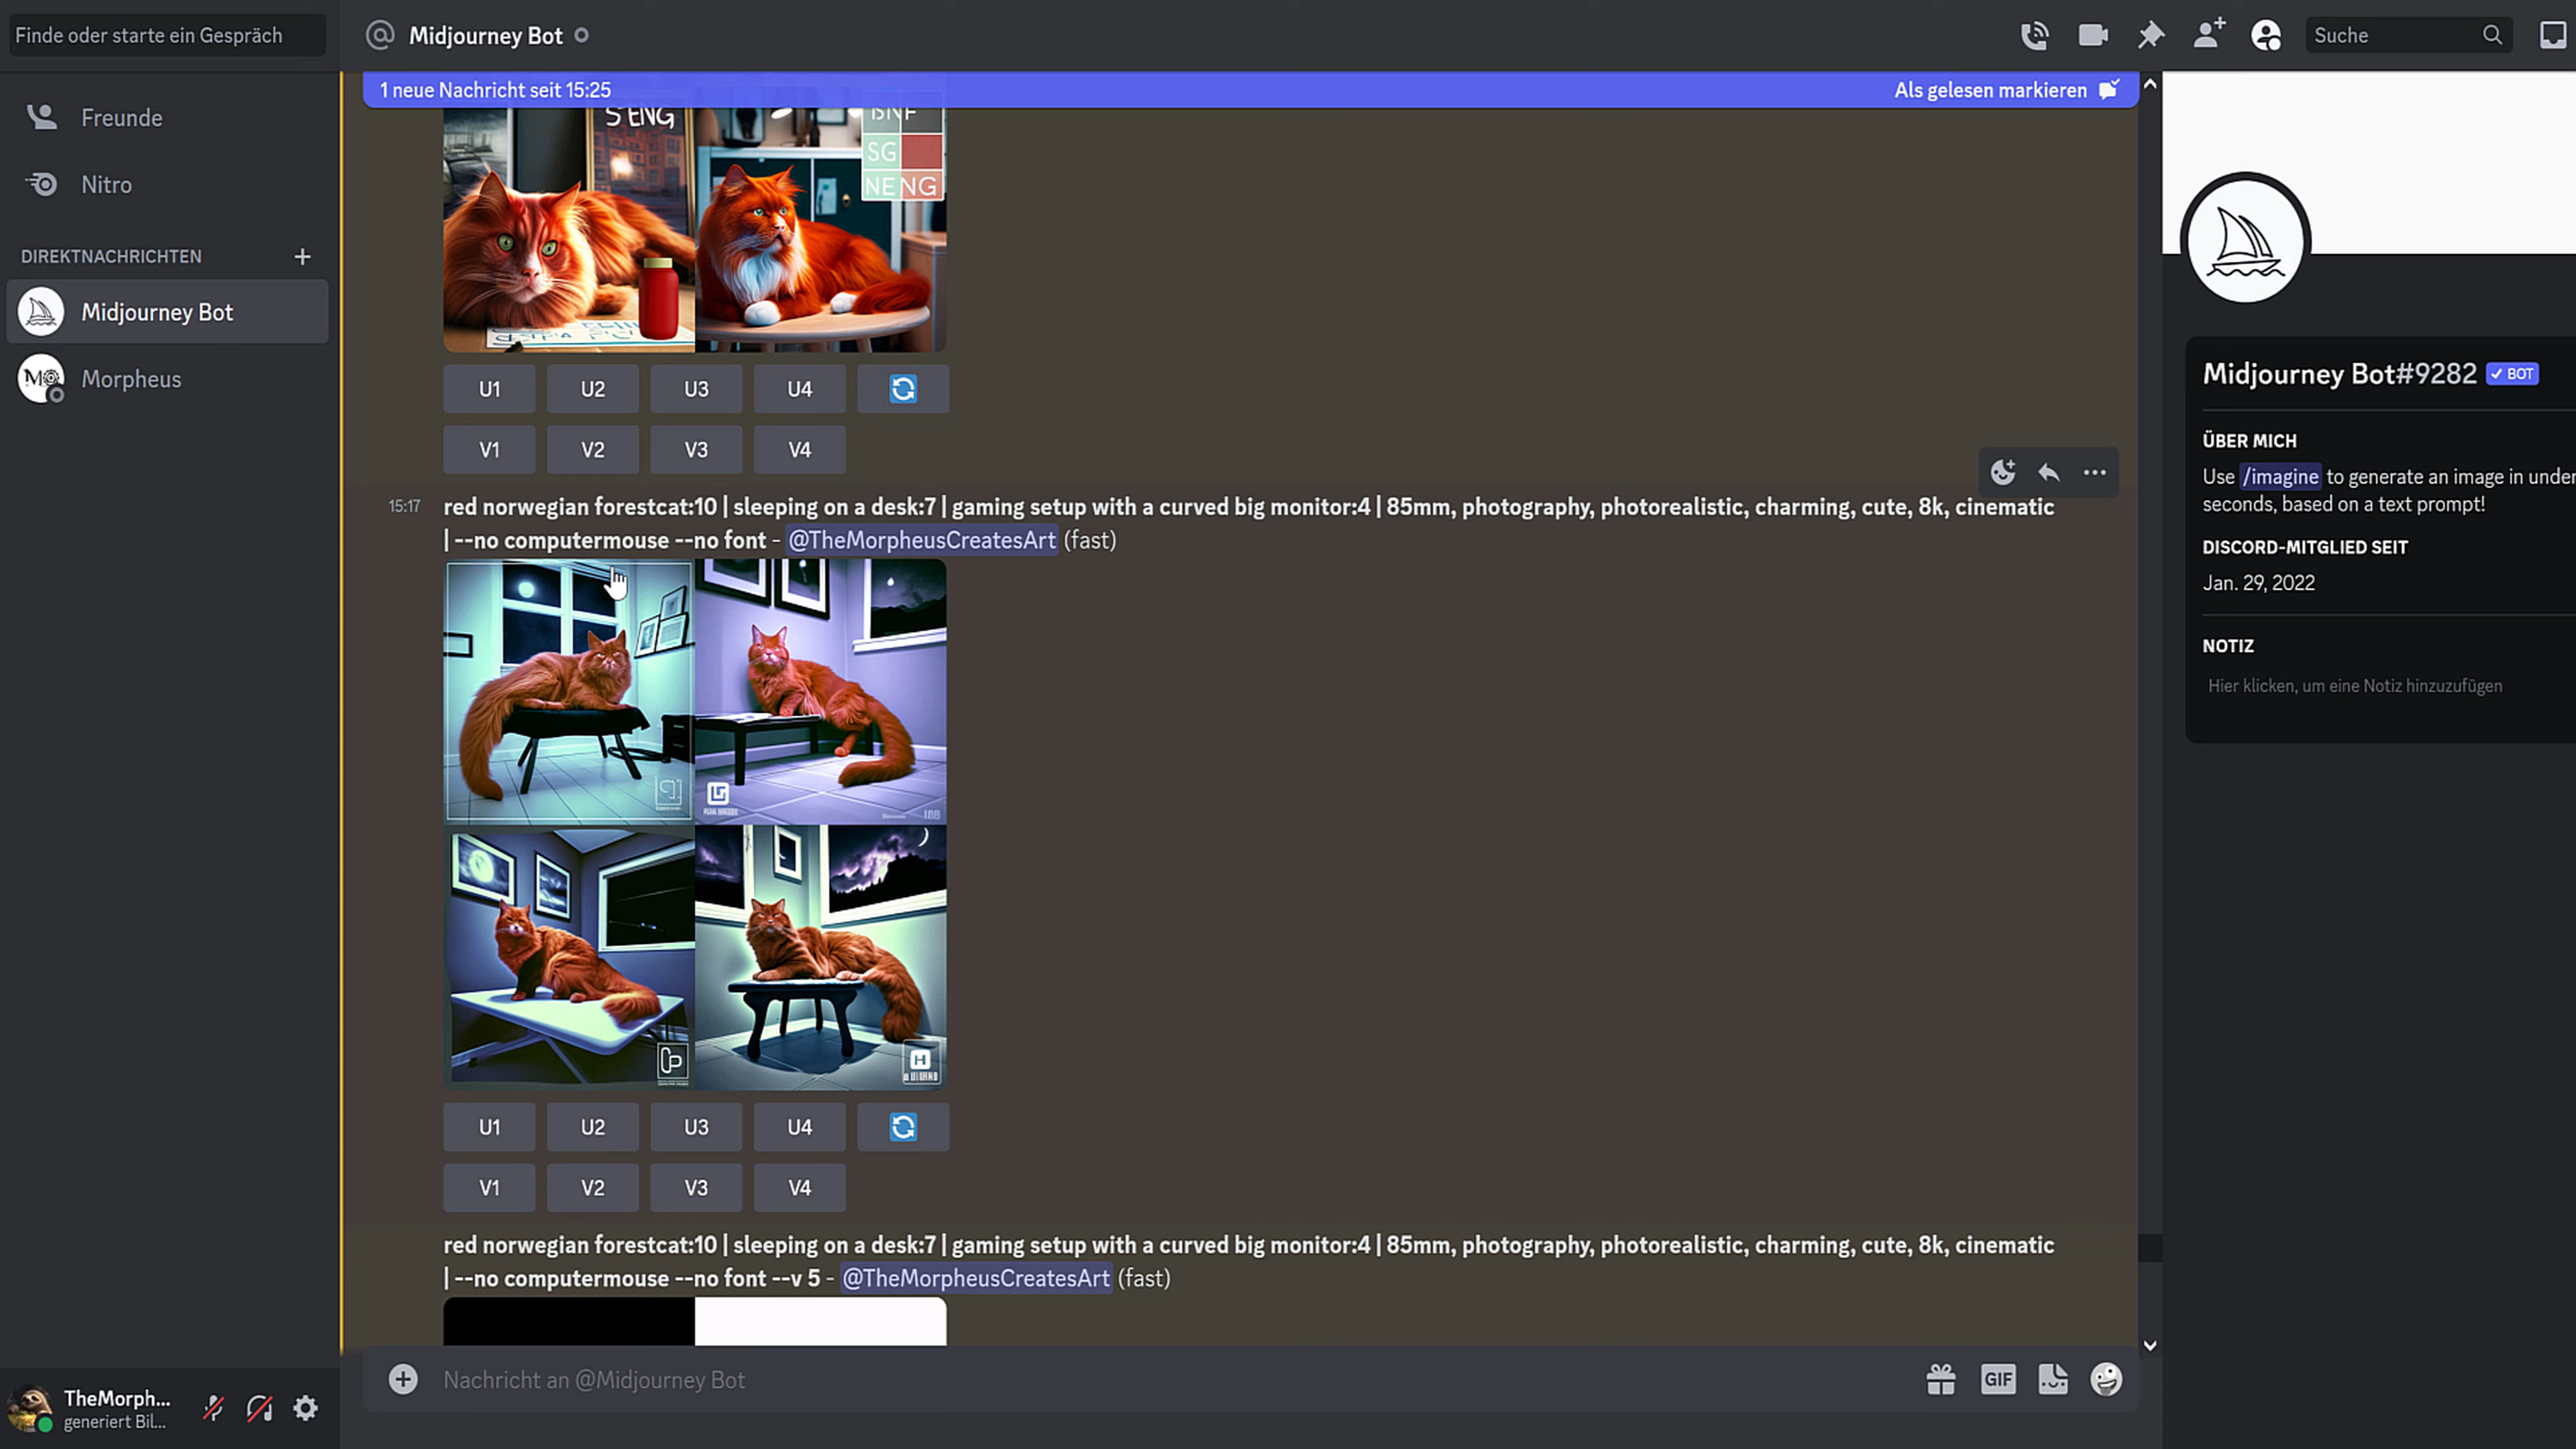 Finde oder starte ein Gespräch
Midjourney Bot
Suche
1 neue Nachricht seit 15:25
Als gelesen markieren
Freunde
Nitro
DIREKTNACHRICHTEN
Midjourney Bot
Morpheus
S'ENG
SG
NE NG
U1 U2 U3 U4
V1 V2 V3 V4
15:17
red norwegian forestcat:10 | sleeping on a desk:7 | gaming setup with a curved big monitor:4 | 85mm, photography, photorealistic, charming, cute, 8k, cinematic
| --no computermouse --no font - @TheMorpheusCreatesArt (fast)
H
U1 U2 U3 U4
V1 V2 V3 V4
red norwegian forestcat:10 | sleeping on a desk:7 | gaming setup with a curved big monitor:4 | 85mm, photography, photorealistic, charming, cute, 8k, cinematic
| --no computermouse --no font --v 5 - @TheMorpheusCreatesArt (fast)
Nachricht an @Midjourney Bot
GIF
TheMorph...
generiert Bil...
Midjourney Bot#9282 BOT
ÜBER MICH
Use /imagine to generate an image in under
seconds, based on a text prompt!
DISCORD-MITGLIED SEIT
Jan. 29, 2022
NOTIZ
Hier klicken, um eine Notiz hinzuzufügen